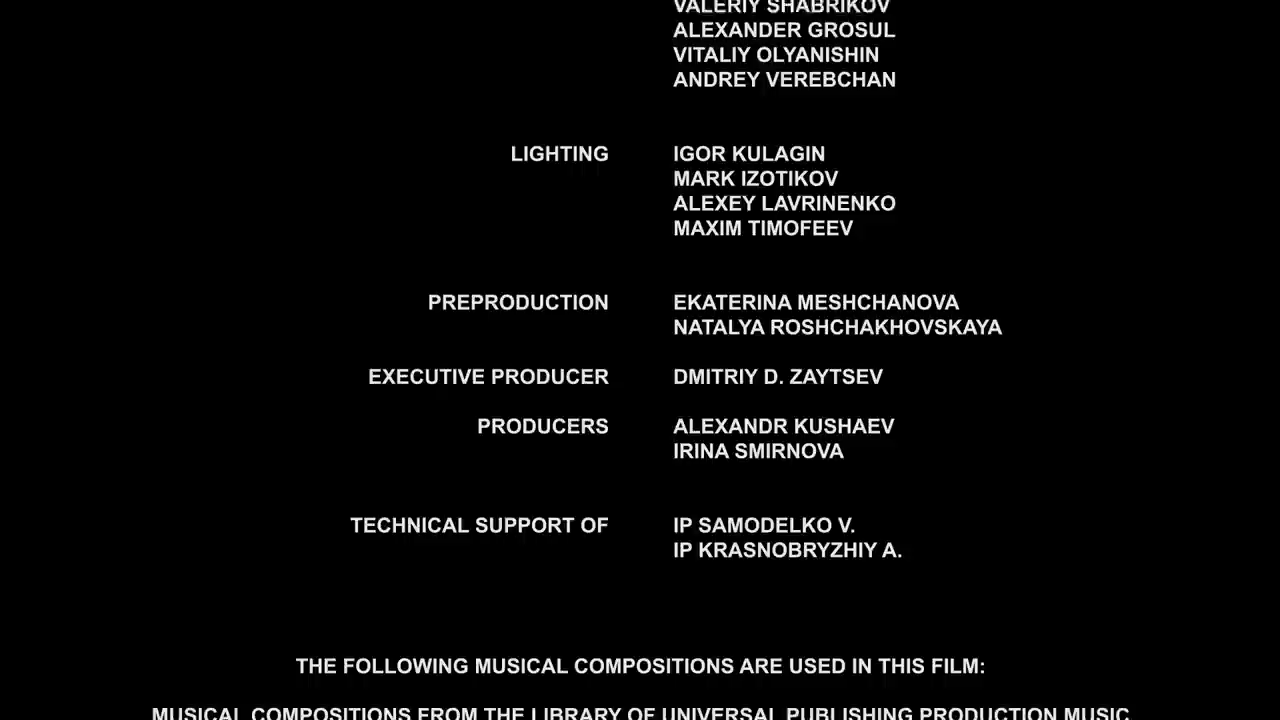 VALERIY SHABRIKOV
ALEXANDER GROSUL
VITALIY OLYANISHIN
ANDREY VEREBCHAN
LIGHTING IGOR KULAGIN
MARK IZOTIKOV
ALEXEY LAVRINENKO
MAXIM TIMOFEEV
PREPRODUCTION EKATERINA MESHCHANOVA
NATALYA ROSHCHAKHOVSKAYA
EXECUTIVE PRODUCER DMITRIY D. ZAYTSEV
PRODUCERS ALEXANDR KUSHAEV
IRINA SMIRNOVA
TECHNICAL SUPPORT OF IP SAMODELKO V.
IP KRASNOBRYZHIY A.
THE FOLLOWING MUSICAL COMPOSITIONS ARE USED IN THIS FILM:
MUSICAL COMPOSITIONS FROM THE LIBRARY OF UNIVERSAL PUBLISHING PRODUCTION MUSIC